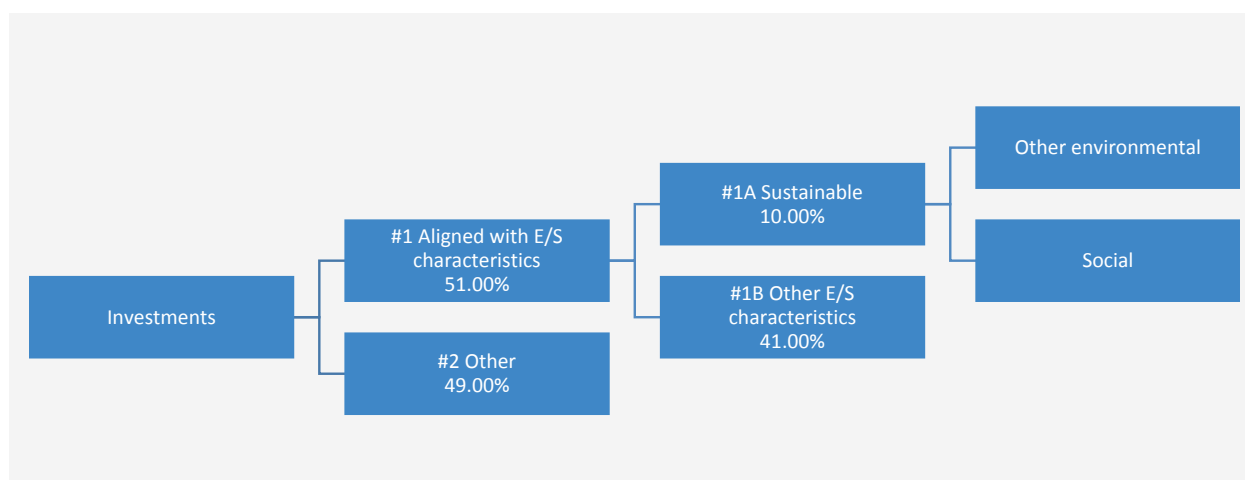 Investments
#1 Aligned with E/S
characteristics
51.00%
#2 Other
49.00%
#1A Sustainable
10.00%
#1B Other E/S
characteristics
41.00%
Other environmental
Social